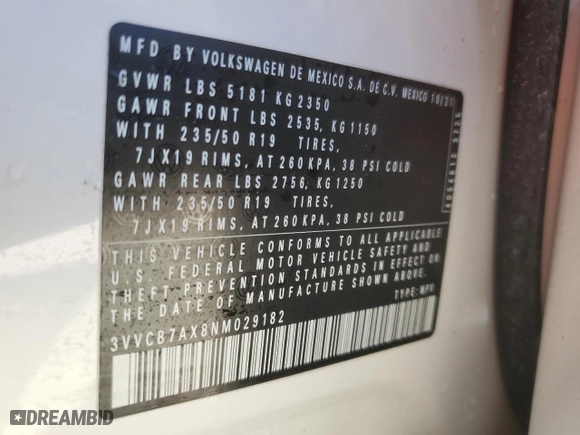 MFD BY VOLKSWAGEN DE MEXICO S.A. DE C.V. MEXICO 10/21
GVWR LBS 5181 KG 2350
GAWR FRONT LBS 2535, KG 1150
WITH 235/50 R19 TIRES,
7JX19 RIMS, AT 260 KPA, 38 PSI COLD
GAWR REAR LBS 2756, KG 1250
WITH 235/50 R19 TIRES,
7JX19 RIMS, AT 260 KPA, 38 PSI COLD
THIS VEHICLE CONFORMS TO ALL APPLICABLE
U.S. FEDERAL MOTOR VEHICLE SAFETY AND
THEFT PREVENTION STANDARDS IN EFFECT ON
THE DATE OF MANUFACTURE SHOWN ABOVE.
3VVCB7AX8NM029182 TYPE: MPV
DREAMBID